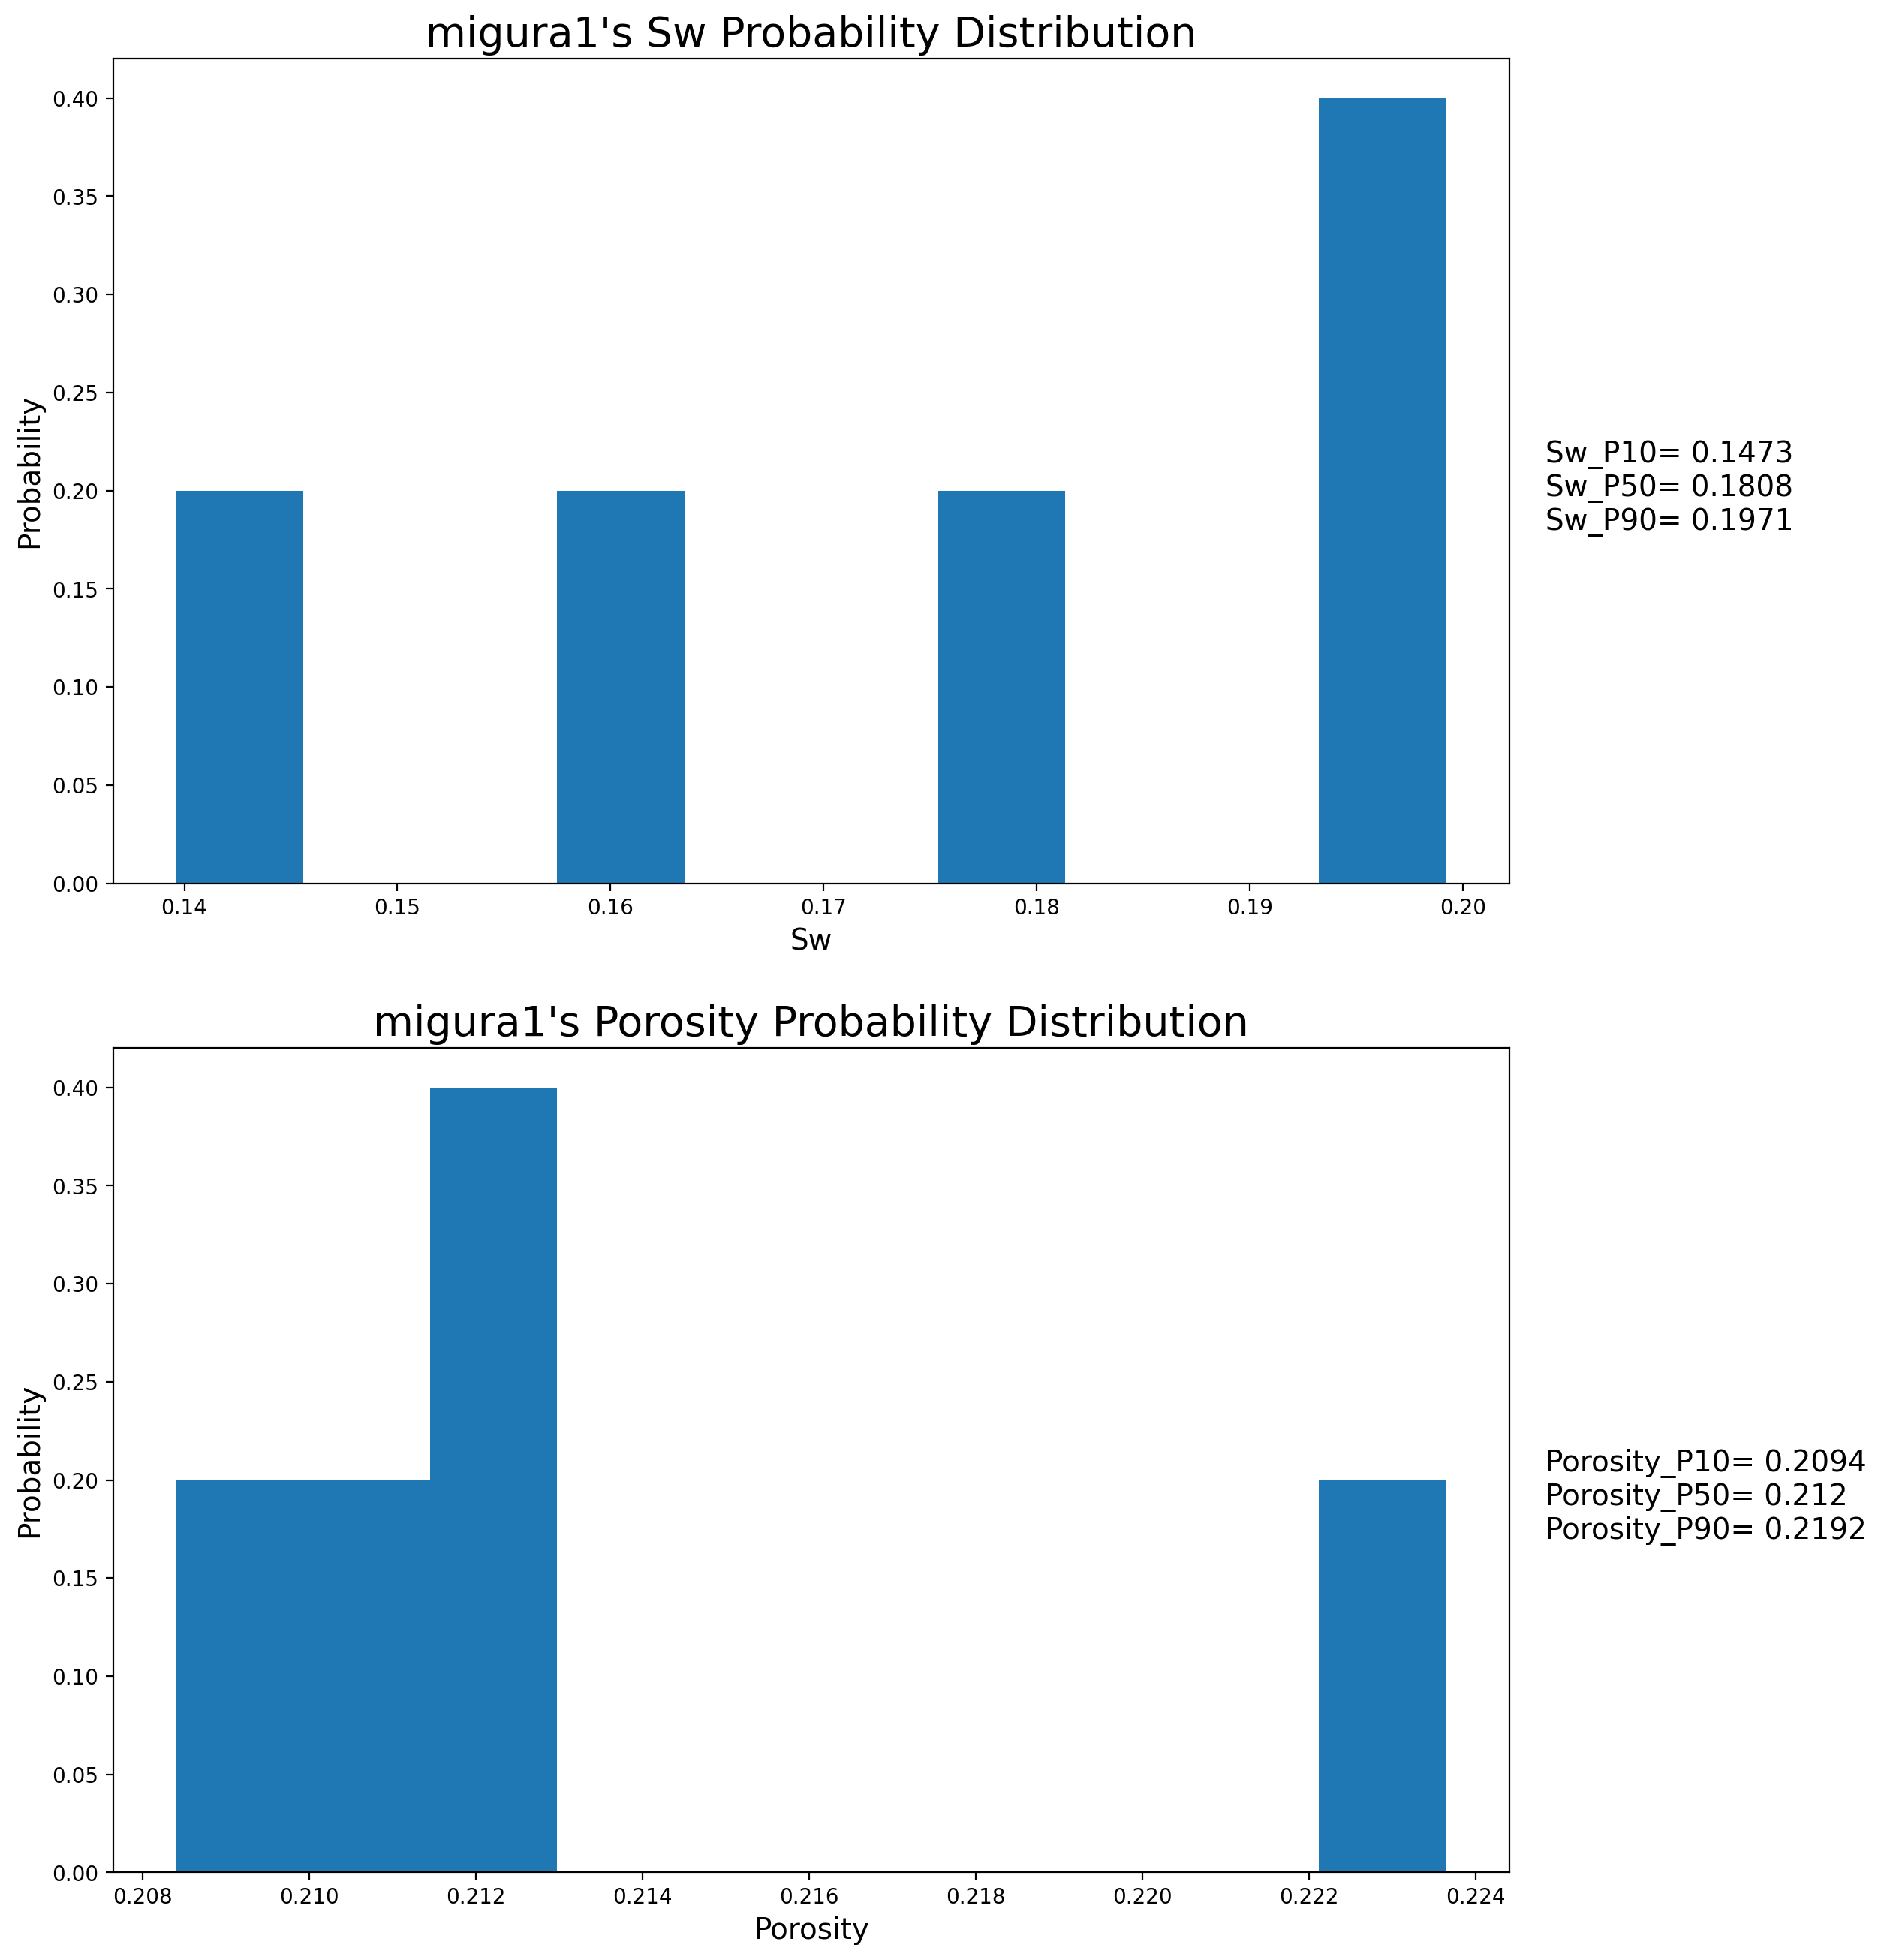 migura1's Sw Probability Distribution
Probability
0.40
0.35
0.30
0.25
0.20
0.15
0.10
0.05
0.00
0.14 0.15 0.16 0.17 0.18 0.19 0.20
Sw
Sw_P10= 0.1473
Sw_P50= 0.1808
Sw_P90= 0.1971
migura1's Porosity Probability Distribution
Probability
0.40
0.35
0.30
0.25
0.20
0.15
0.10
0.05
0.00
0.208 0.210 0.212 0.214 0.216 0.218 0.220 0.222 0.224
Porosity
Porosity_P10= 0.2094
Porosity_P50= 0.212
Porosity_P90= 0.2192